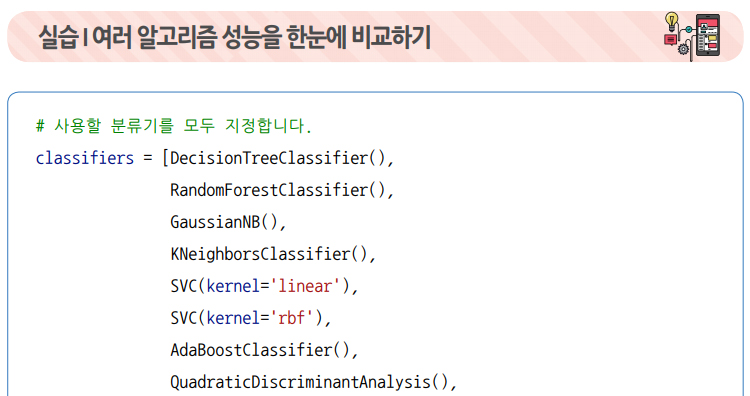 실습 | 여러 알고리즘 성능을 한눈에 비교하기
# 사용할 분류기를 모두 지정합니다.
classifiers = [DecisionTreeClassifier(),
RandomForestClassifier(),
GaussianNB(),
KNeighborsClassifier(),
SVC(kernel='linear'),
SVC(kernel='rbf'),
AdaBoostClassifier(),
QuadraticDiscriminantAnalysis(),